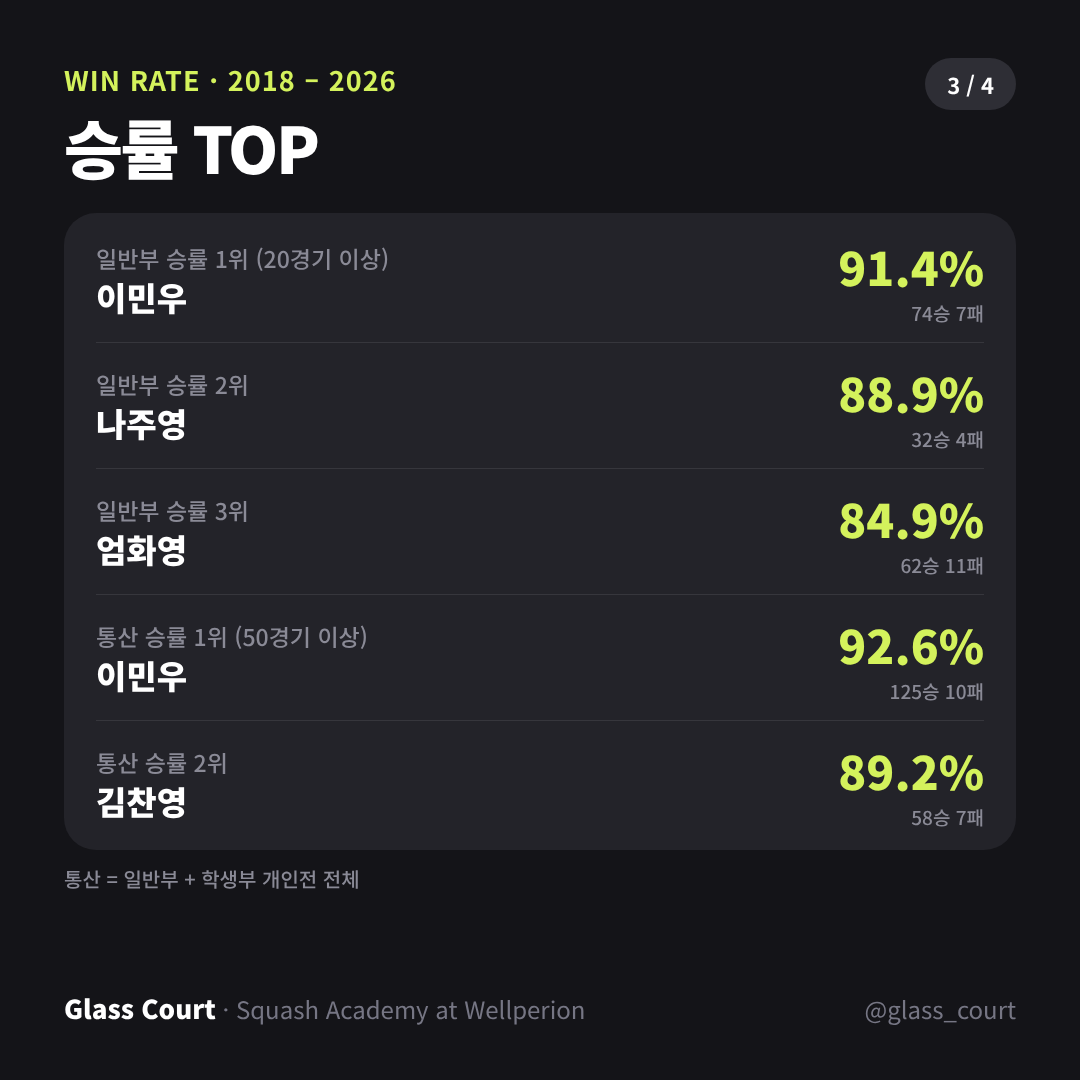 WIN RATE · 2018 – 2026
3 / 4
승률 TOP
일반부 승률 1위 (20경기 이상)
91.4%
이민우
74승 7패
일반부 승률 2위
88.9%
나주영
32승 4패
일반부 승률 3위
84.9%
엄화영
62승 11패
통산 승률 1위 (50경기 이상)
92.6%
이민우
125승 10패
통산 승률 2위
89.2%
김찬영
58승 7패
통산 = 일반부 + 학생부 개인전 전체
Glass Court · Squash Academy at Wellperion
@glass_court